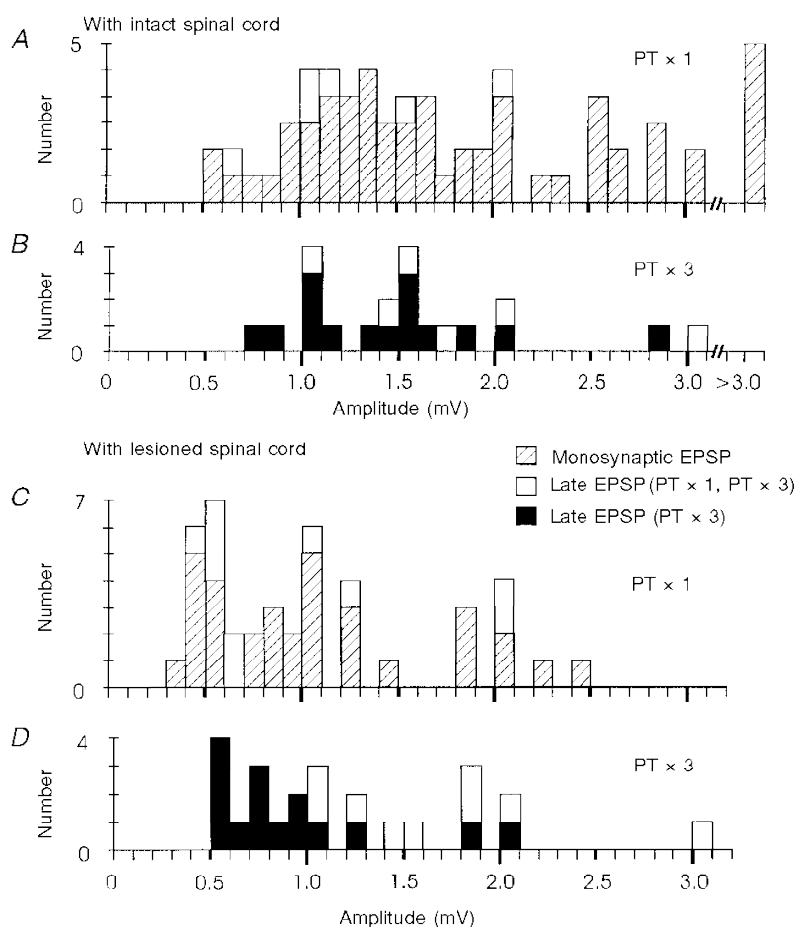 A
With intact spinal cord
5
Number
0
PT × 1
B
4
Number
0
PT × 3
0 0.5 1.0 1.5 2.0 2.5 3.0 >3.0
Amplitude (mV)
With lesioned spinal cord
Monosynaptic EPSP
Late EPSP (PT × 1, PT × 3)
Late EPSP (PT × 3)
C
7
Number
0
PT × 1
D
4
Number
0
PT × 3
0 0.5 1.0 1.5 2.0 2.5 3.0
Amplitude (mV)